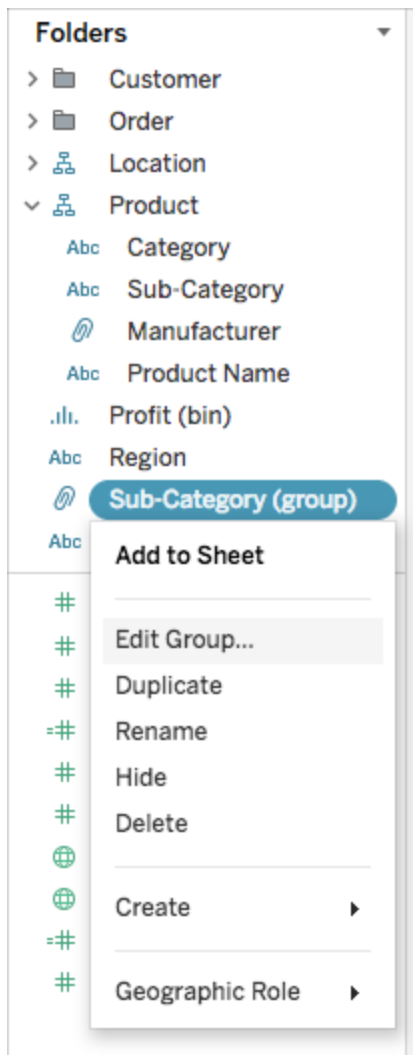 Folders
Customer
Order
Location
Product
Abc Category
Abc Sub-Category
Manufacturer
Abc Product Name
Profit (bin)
Abc Region
Sub-Category (group)
Abc
Add to Sheet
#
Edit Group...
#
Duplicate
#
Rename
=#
Hide
#
Delete
#
Create
=#
Geographic Role
#